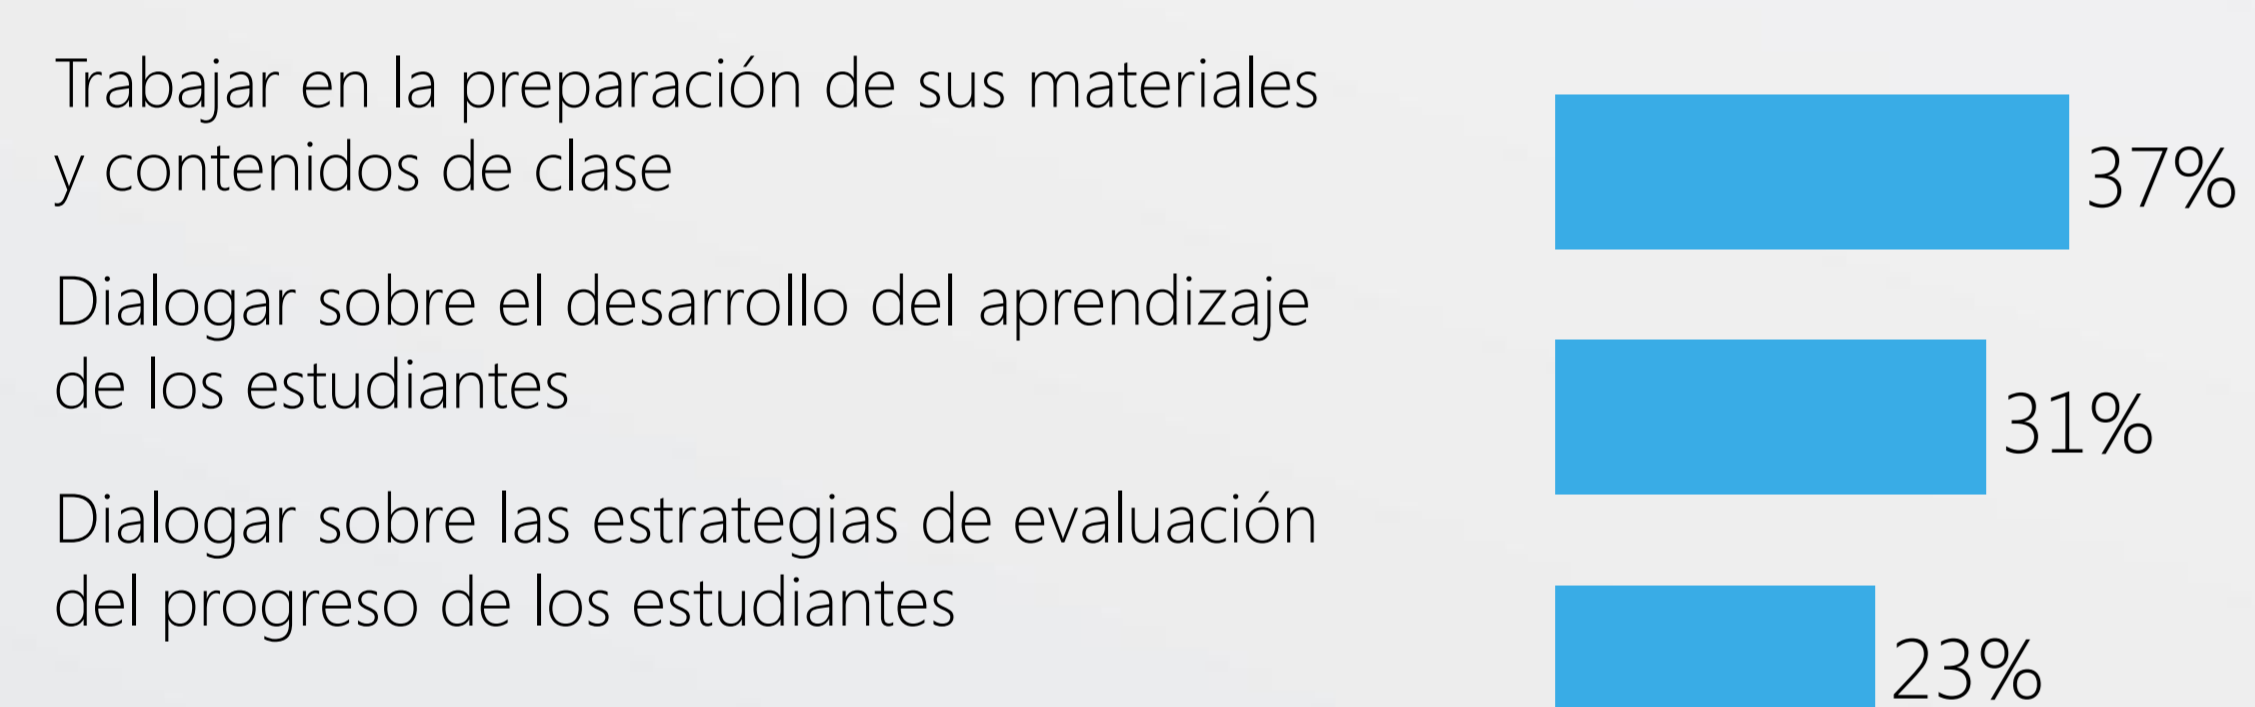 Trabajar en la preparación de sus materiales
y contenidos de clase
37%
Dialogar sobre el desarrollo del aprendizaje
de los estudiantes
31%
Dialogar sobre las estrategias de evaluación
del progreso de los estudiantes
23%